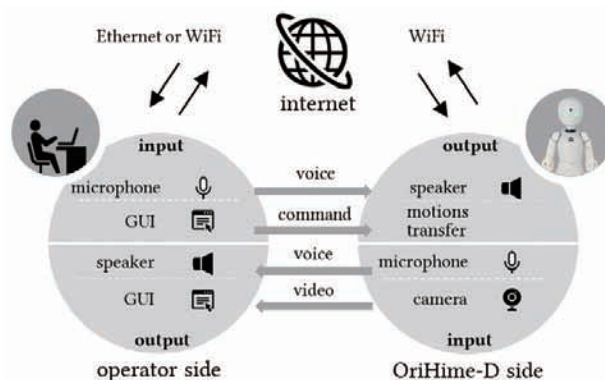 Ethernet or WiFi
WiFi
internet
input
output
microphone
voice
speaker
GUI
command
motions
transfer
speaker
voice
microphone
GUI
video
camera
output
input
operator side
OriHime-D side